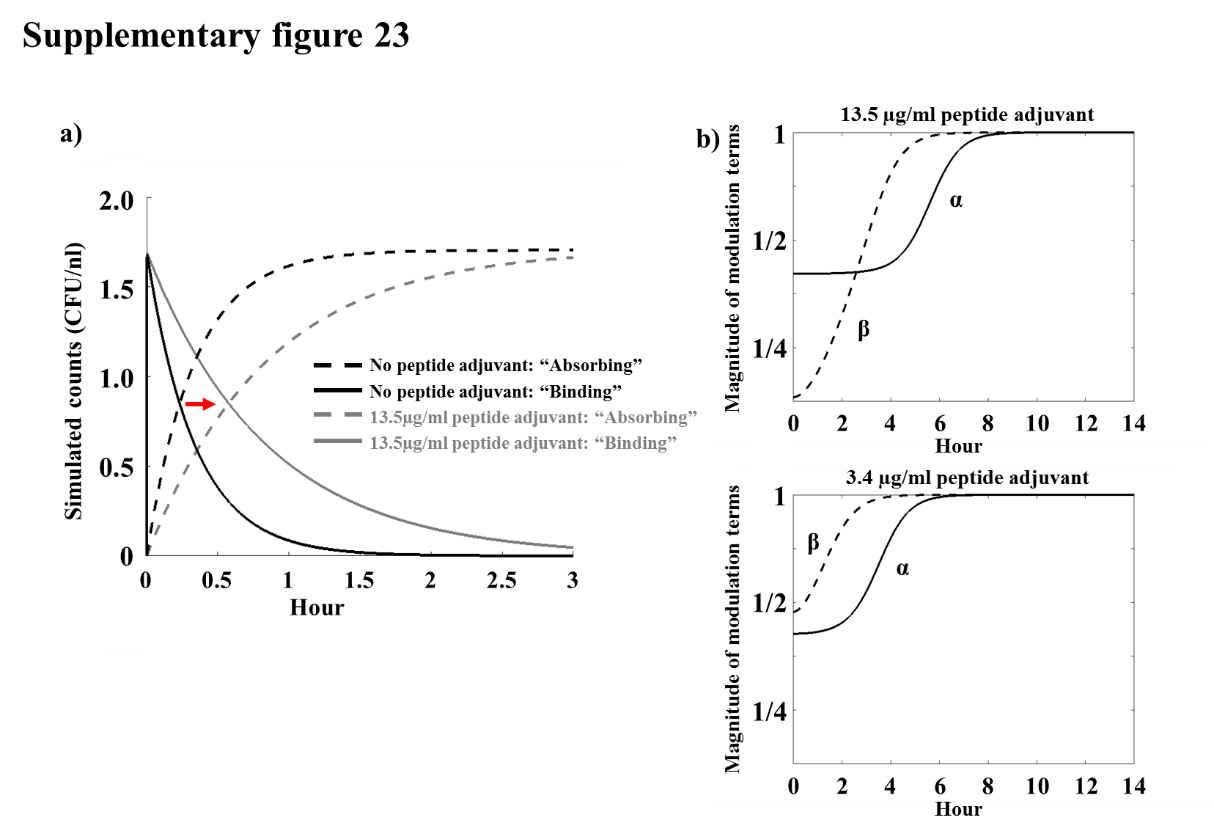 Supplementary figure 23
a)
Simulated counts (CFU/nl)
2.0
1.5
1.0
0.5
0
0 0.5 1 1.5 2 2.5 3
Hour
No peptide adjuvant: “Absorbing”
No peptide adjuvant: “Binding”
13.5μg/ml peptide adjuvant: “Absorbing”
13.5μg/ml peptide adjuvant: “Binding”
b)
13.5 μg/ml peptide adjuvant
Magnitude of modulation terms
1
1/2
1/4
α
β
0 2 4 6 8 10 12 14
Hour
3.4 μg/ml peptide adjuvant
Magnitude of modulation terms
1
1/2
1/4
β
α
0 2 4 6 8 10 12 14
Hour